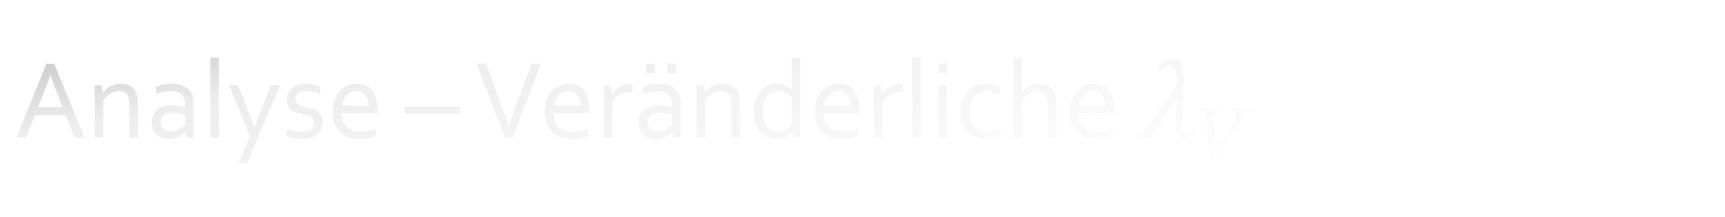 Analyse – Veränderliche λ_V